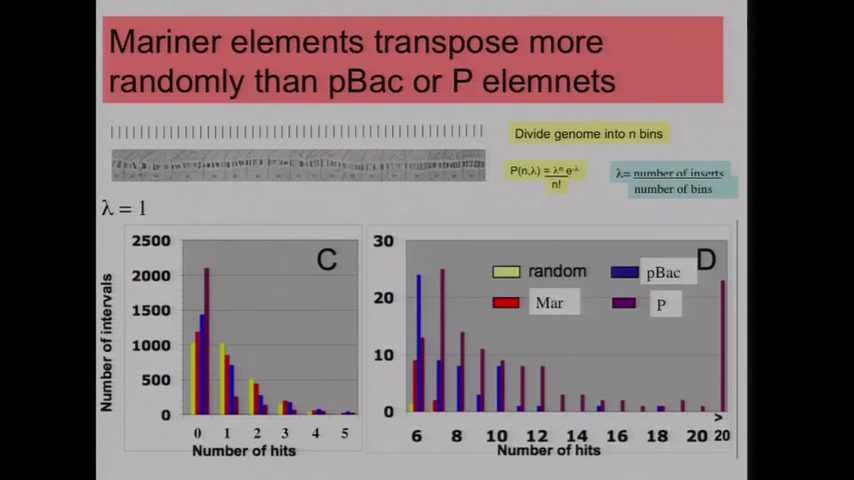 Mariner elements transpose more
randomly than pBac or P elemnets
Divide genome into n bins
P(n,λ) = λⁿ e^-λ
n!
λ= number of inserts
number of bins
λ = 1
2500
2000
1500
1000
500
0
Number of intervals
C
0 1 2 3 4 5
Number of hits
30
20
10
0
D
random
pBac
Mar
P
6 8 10 12 14 16 18 20 > 20
Number of hits